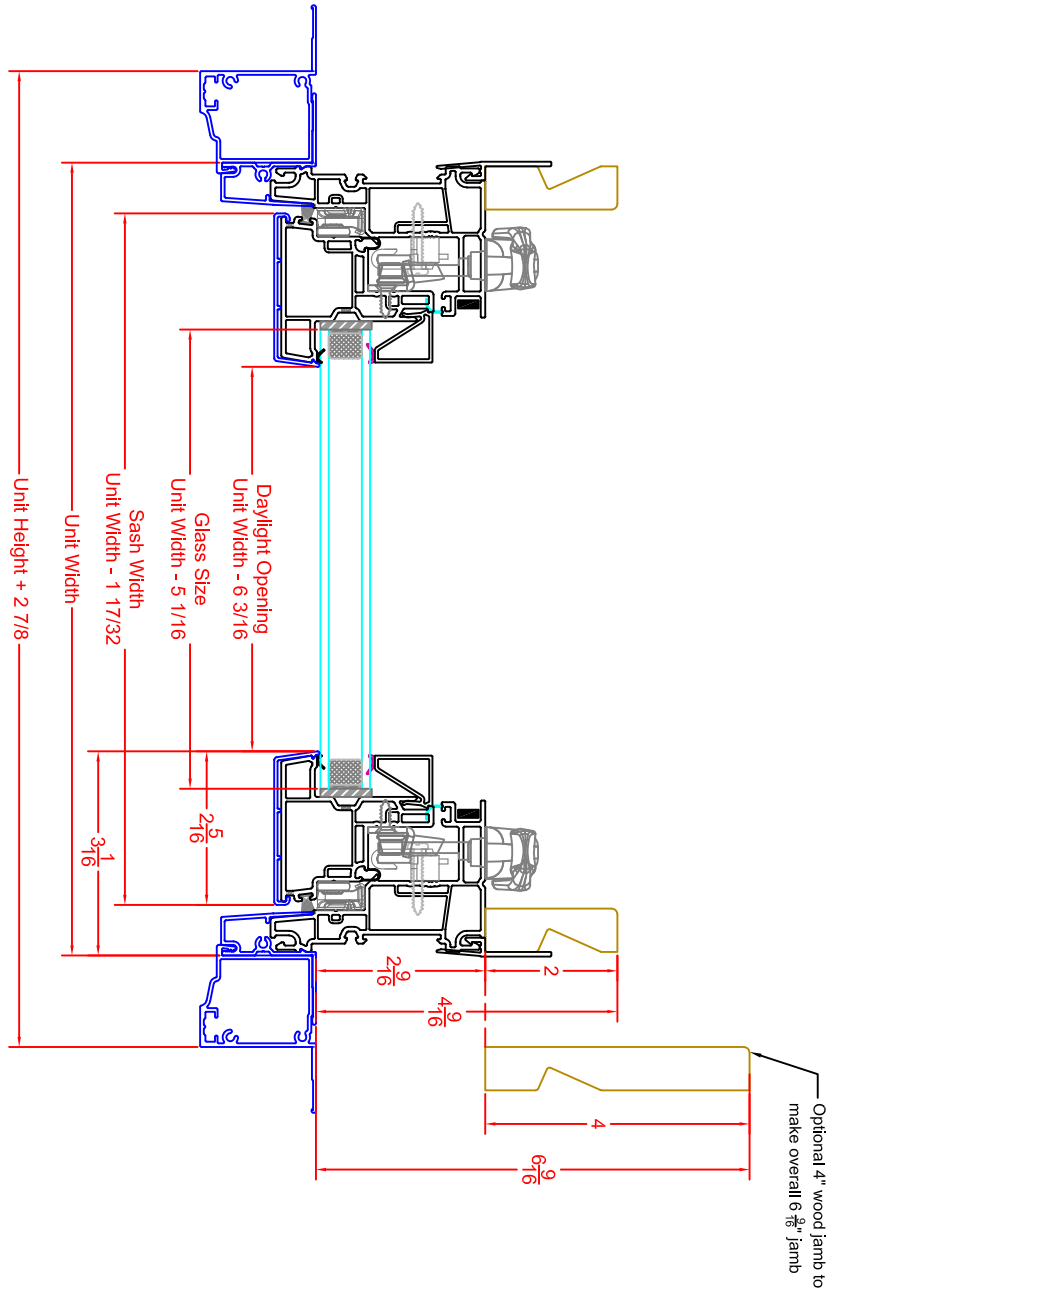 Optional 4" wood jamb to
make overall 6 9/16" jamb
6 9/16
4
4 9/16
2 9/16
2
Daylight Opening
Unit Width - 6 3/16
Glass Size
Unit Width - 5 1/16
2 5/16
Sash Width
Unit Width - 1 17/32
3 1/16
Unit Width
Unit Height + 2 7/8